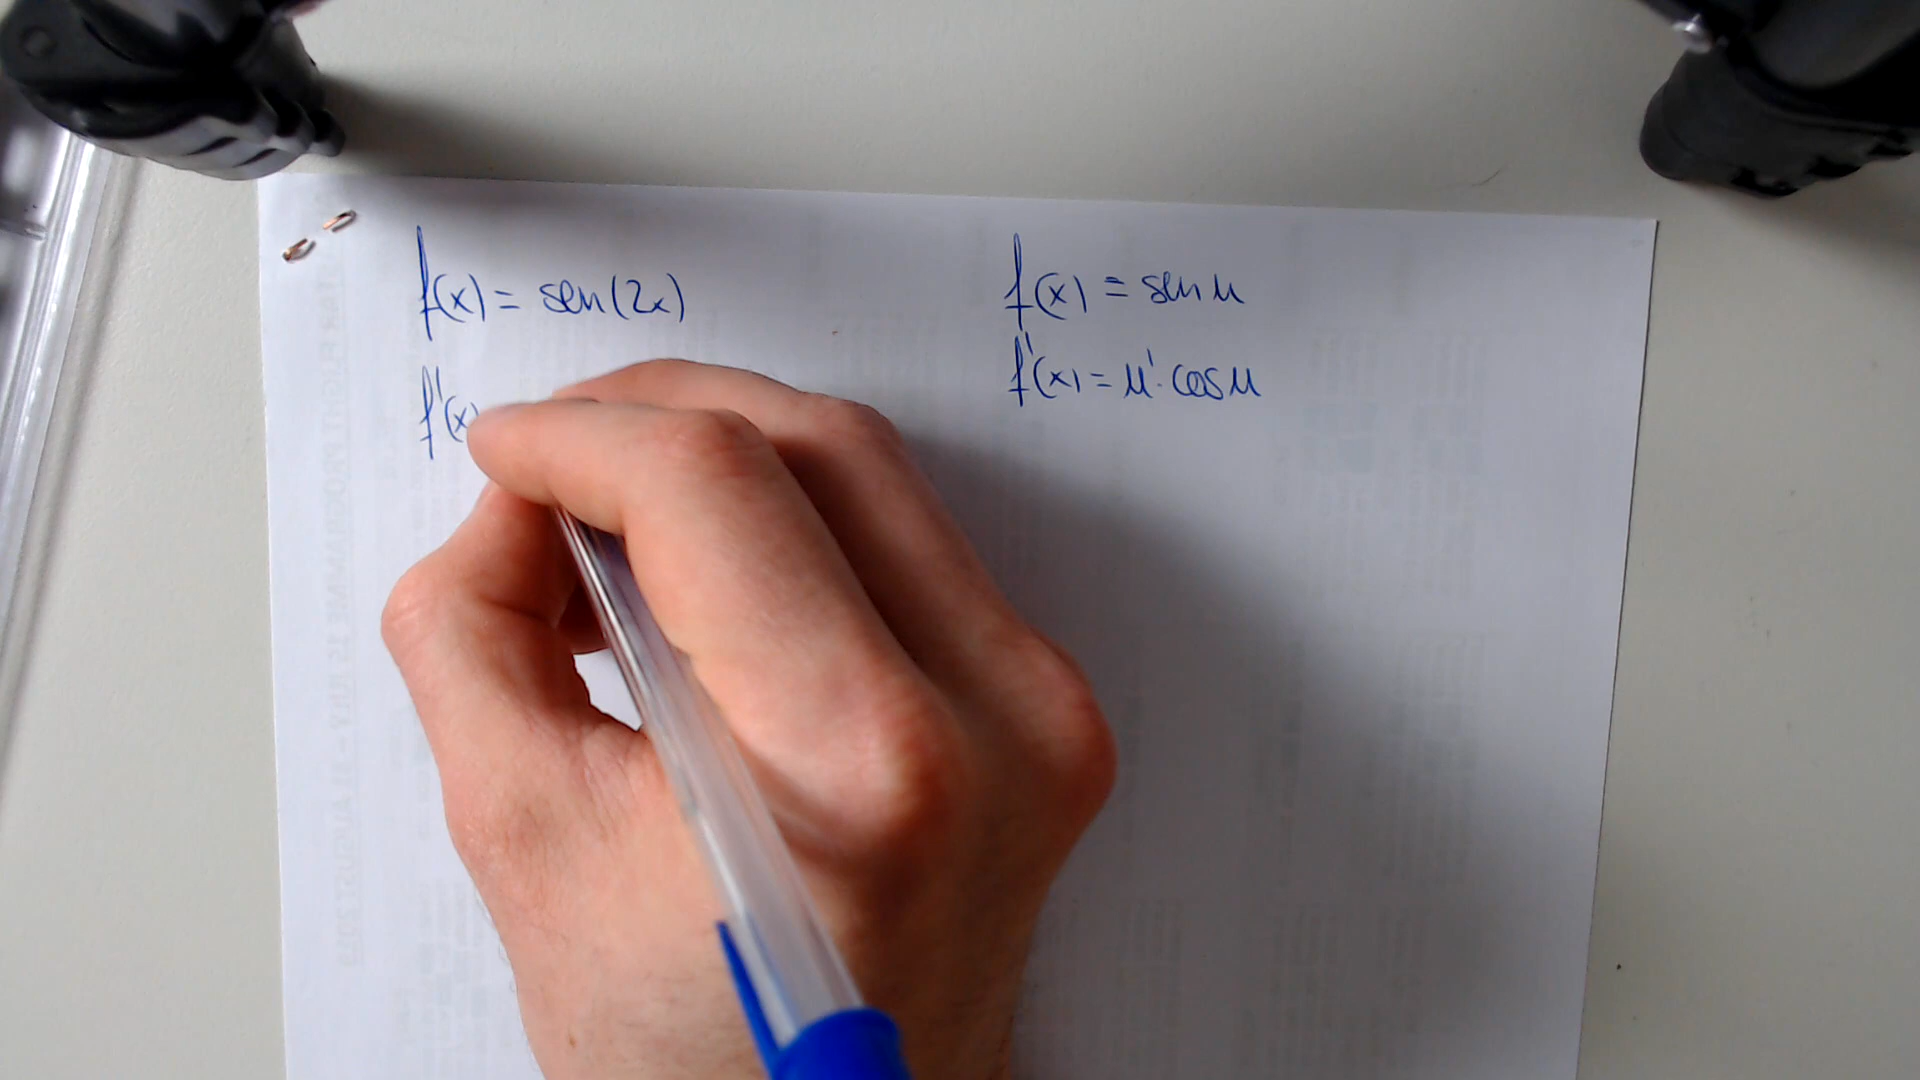 f(x) = sen(2x)
f'(x)
f(x) = sen u
f'(x) = u' · cos u